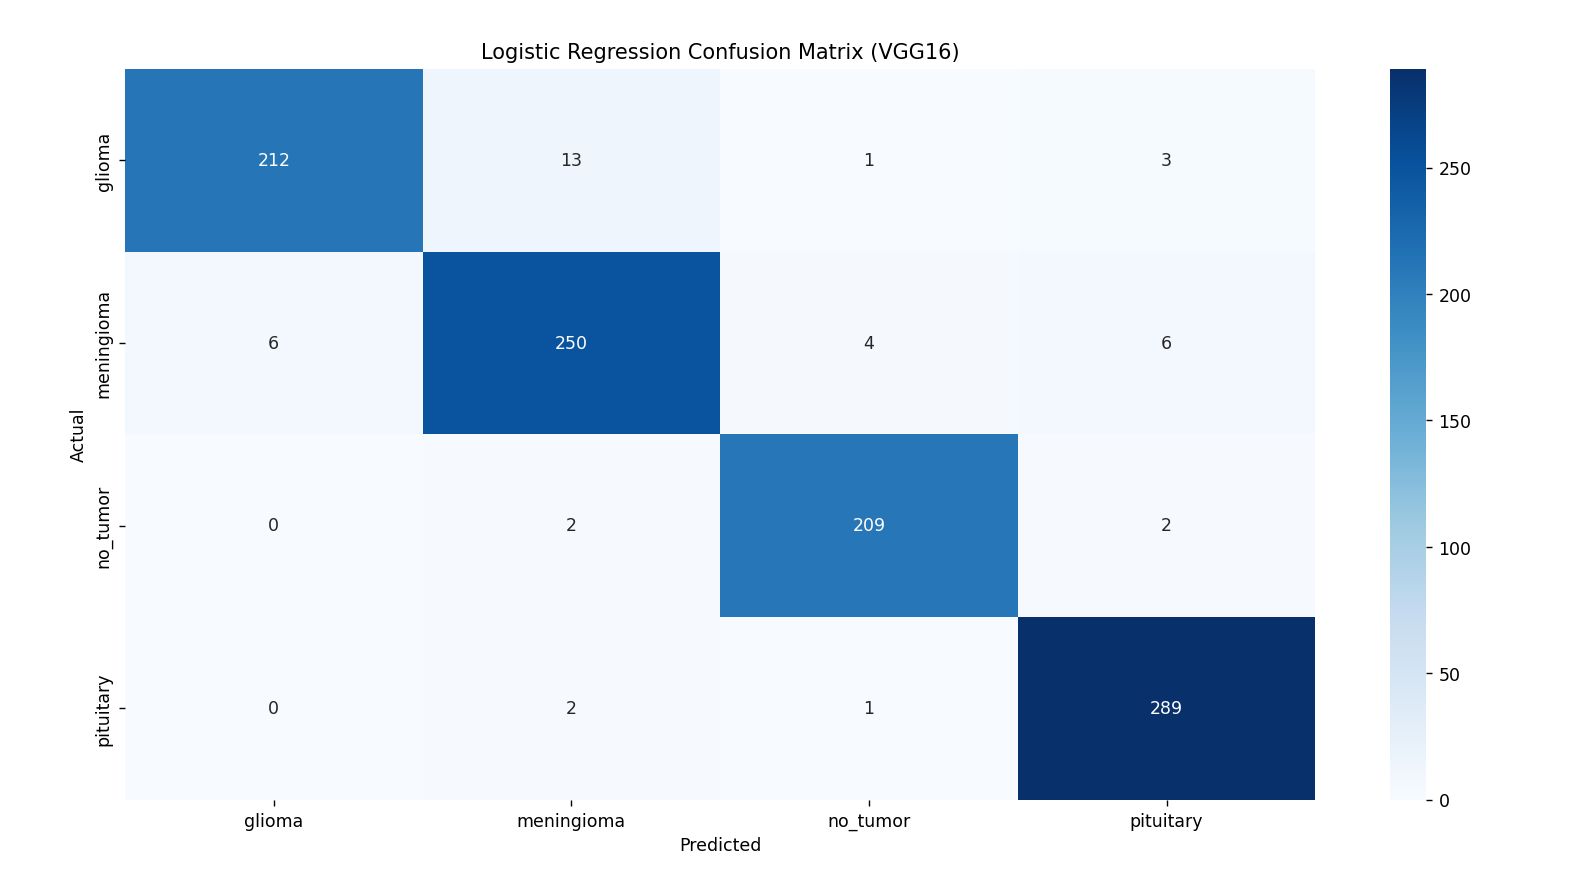 Logistic Regression Confusion Matrix (VGG16)
glioma
212 13 1 3
meningioma
6 250 4 6
no_tumor
0 2 209 2
pituitary
0 2 1 289
Actual
glioma meningioma no_tumor pituitary
Predicted
250
200
150
100
50
0